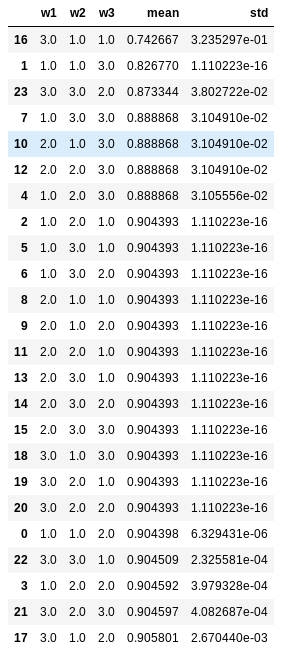 w1 w2 w3 mean std
16 3.0 1.0 1.0 0.742667 3.235297e-01
1 1.0 1.0 3.0 0.826770 1.110223e-16
23 3.0 3.0 2.0 0.873344 3.802722e-02
7 1.0 3.0 3.0 0.888868 3.104910e-02
10 2.0 1.0 3.0 0.888868 3.104910e-02
12 2.0 2.0 3.0 0.888868 3.104910e-02
4 1.0 2.0 3.0 0.888868 3.105556e-02
2 1.0 2.0 1.0 0.904393 1.110223e-16
5 1.0 3.0 1.0 0.904393 1.110223e-16
6 1.0 3.0 2.0 0.904393 1.110223e-16
8 2.0 1.0 1.0 0.904393 1.110223e-16
9 2.0 1.0 2.0 0.904393 1.110223e-16
11 2.0 2.0 1.0 0.904393 1.110223e-16
13 2.0 3.0 1.0 0.904393 1.110223e-16
14 2.0 3.0 2.0 0.904393 1.110223e-16
15 2.0 3.0 3.0 0.904393 1.110223e-16
18 3.0 1.0 3.0 0.904393 1.110223e-16
19 3.0 2.0 1.0 0.904393 1.110223e-16
20 3.0 2.0 2.0 0.904393 1.110223e-16
0 1.0 1.0 2.0 0.904398 6.329431e-06
22 3.0 3.0 1.0 0.904509 2.325581e-04
3 1.0 2.0 2.0 0.904592 3.979328e-04
21 3.0 2.0 3.0 0.904597 4.082687e-04
17 3.0 1.0 2.0 0.905801 2.670440e-03